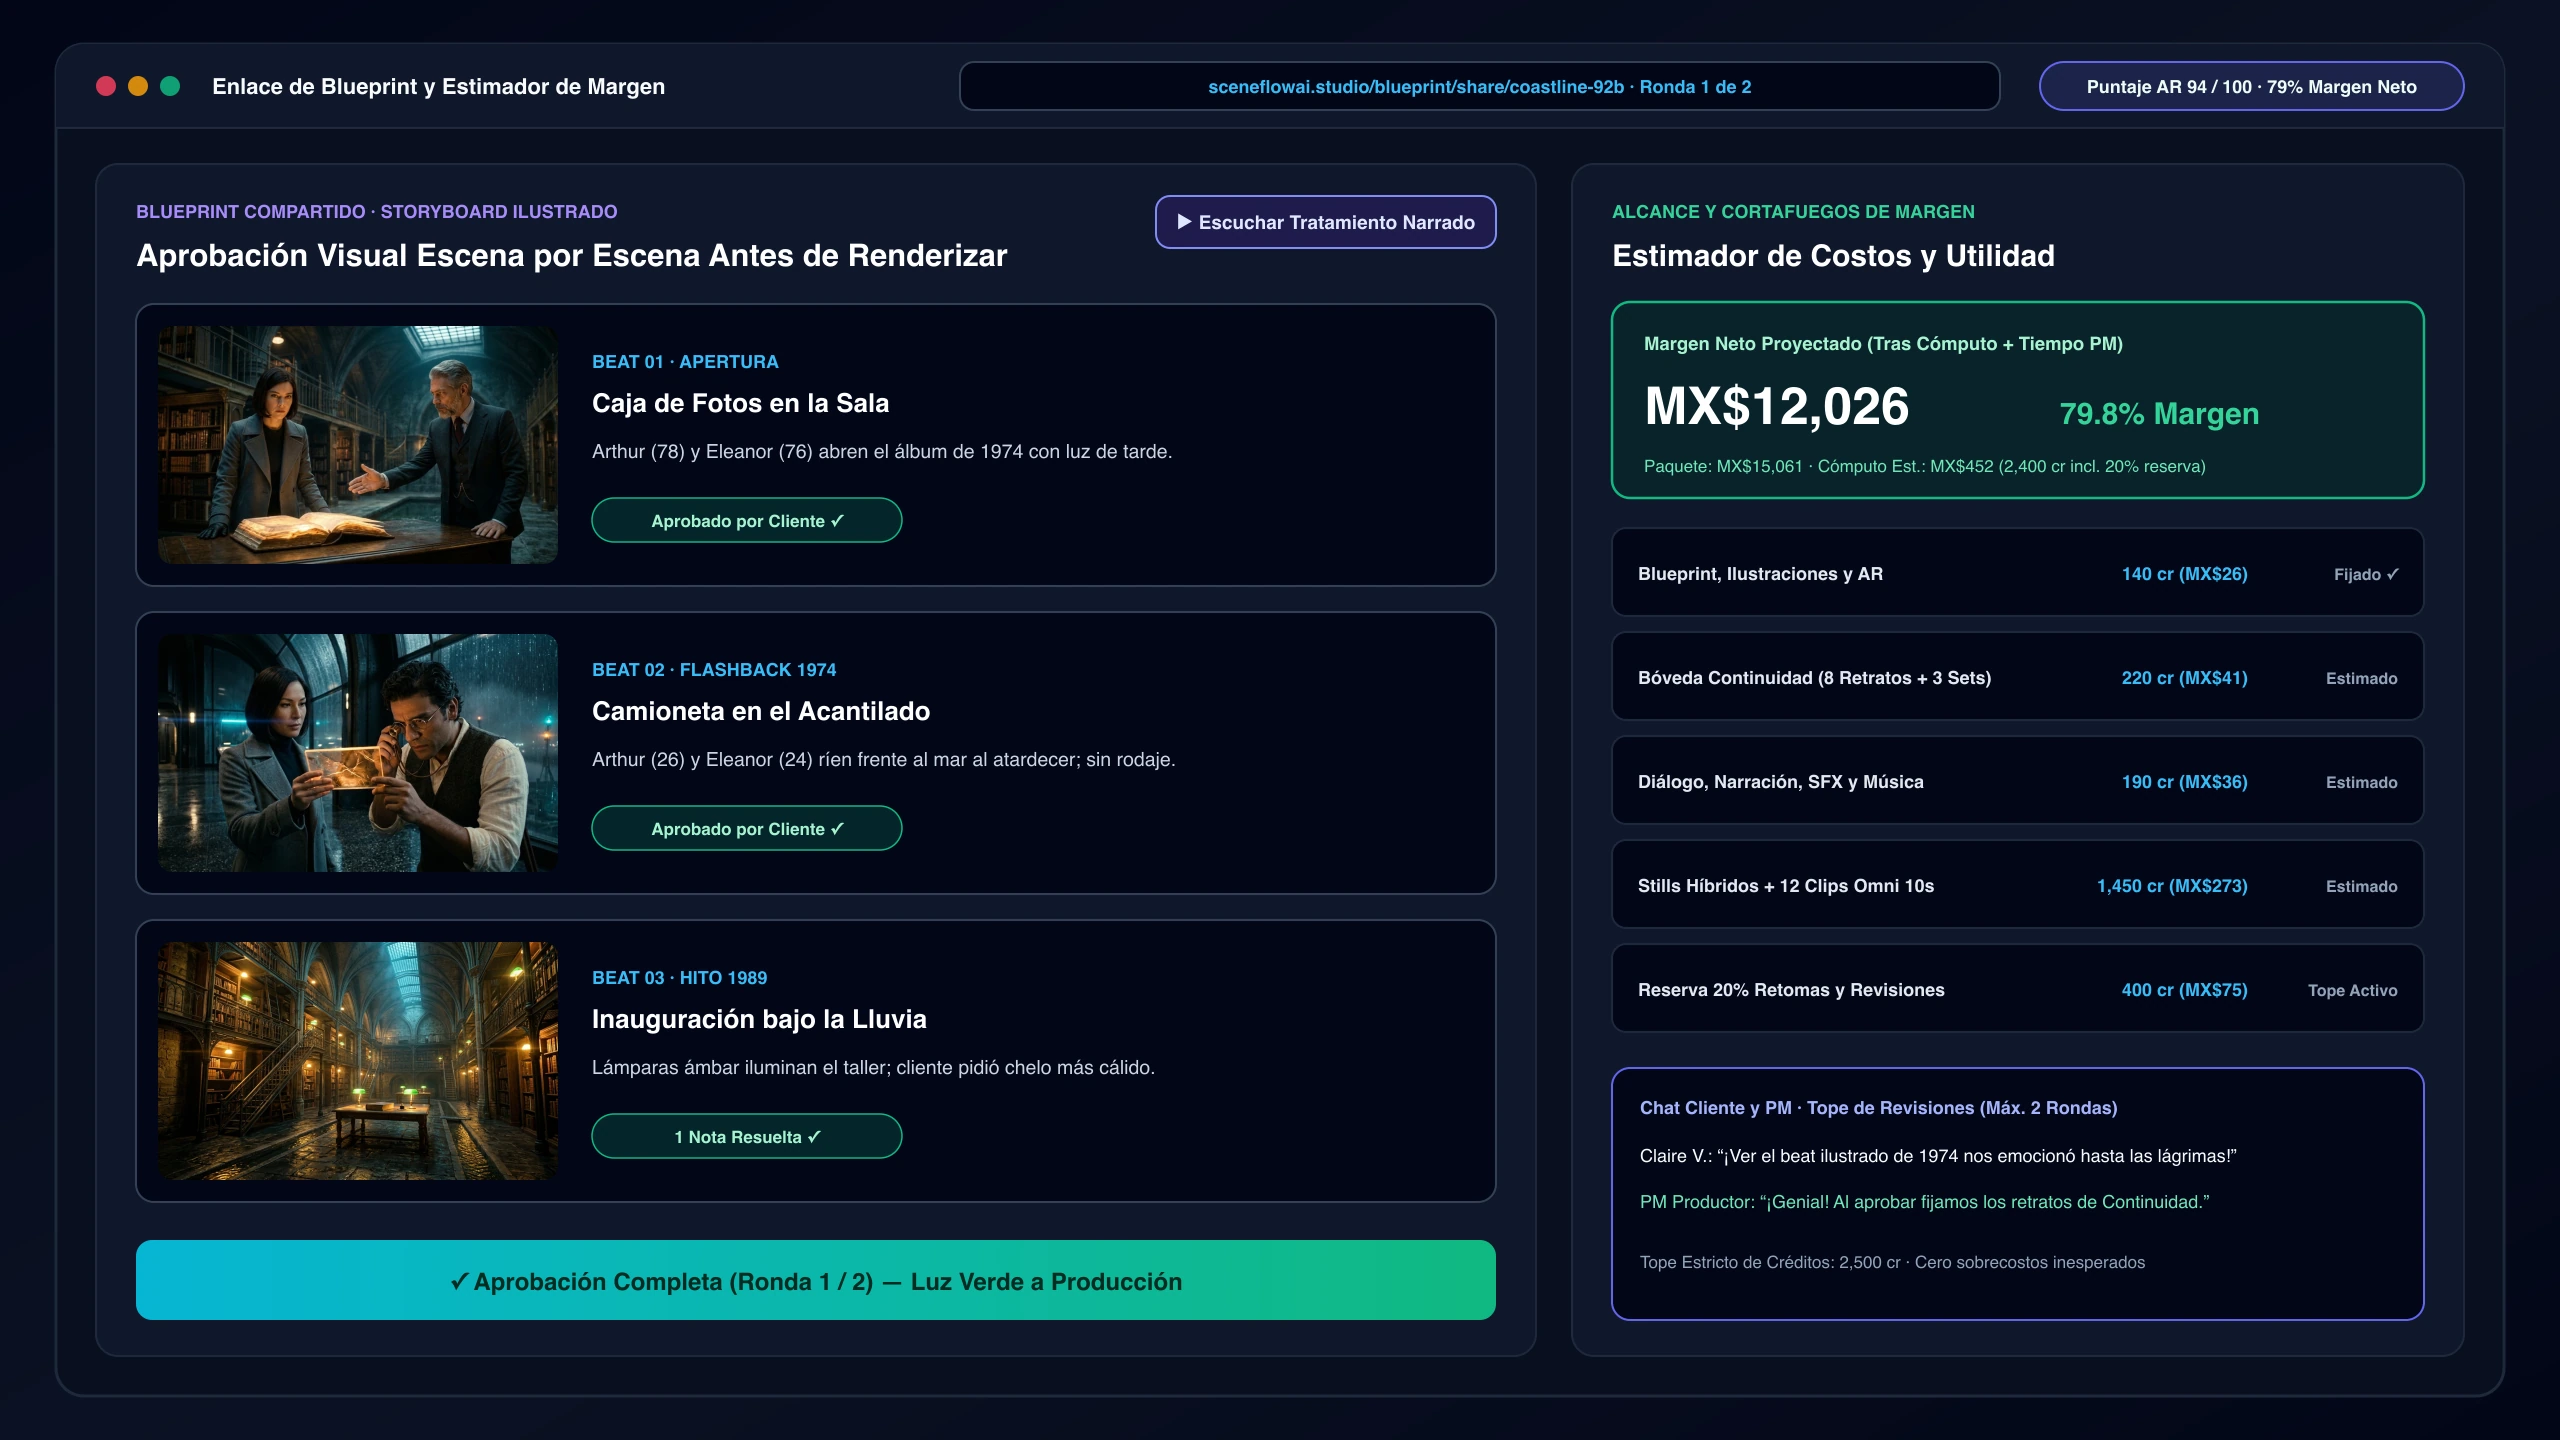 Enlace de Blueprint y Estimador de Margen
sceneflowai.studio/blueprint/share/coastline-92b · Ronda 1 de 2
Puntaje AR 94 / 100 · 79% Margen Neto
BLUEPRINT COMPARTIDO · STORYBOARD ILUSTRADO
Aprobación Visual Escena por Escena Antes de Renderizar
▶ Escuchar Tratamiento Narrado
BEAT 01 · APERTURA
Caja de Fotos en la Sala
Arthur (78) y Eleanor (76) abren el álbum de 1974 con luz de tarde.
Aprobado por Cliente ✓
BEAT 02 · FLASHBACK 1974
Camioneta en el Acantilado
Arthur (26) y Eleanor (24) ríen frente al mar al atardecer; sin rodaje.
Aprobado por Cliente ✓
BEAT 03 · HITO 1989
Inauguración bajo la Lluvia
Lámparas ámbar iluminan el taller; cliente pidió chelo más cálido.
1 Nota Resuelta ✓
✓ Aprobación Completa (Ronda 1 / 2) — Luz Verde a Producción
ALCANCE Y CORTAFUEGOS DE MARGEN
Estimador de Costos y Utilidad
Margen Neto Proyectado (Tras Cómputo + Tiempo PM)
MX$12,026 79.8% Margen
Paquete: MX$15,061 · Cómputo Est.: MX$452 (2,400 cr incl. 20% reserva)
Blueprint, Ilustraciones y AR 140 cr (MX$26) Fijado ✓
Bóveda Continuidad (8 Retratos + 3 Sets) 220 cr (MX$41) Estimado
Diálogo, Narración, SFX y Música 190 cr (MX$36) Estimado
Stills Híbridos + 12 Clips Omni 10s 1,450 cr (MX$273) Estimado
Reserva 20% Retomas y Revisiones 400 cr (MX$75) Tope Activo
Chat Cliente y PM · Tope de Revisiones (Máx. 2 Rondas)
Claire V.: “¡Ver el beat ilustrado de 1974 nos emocionó hasta las lágrimas!”
PM Productor: “¡Genial! Al aprobar fijamos los retratos de Continuidad.”
Tope Estricto de Créditos: 2,500 cr · Cero sobrecostos inesperados